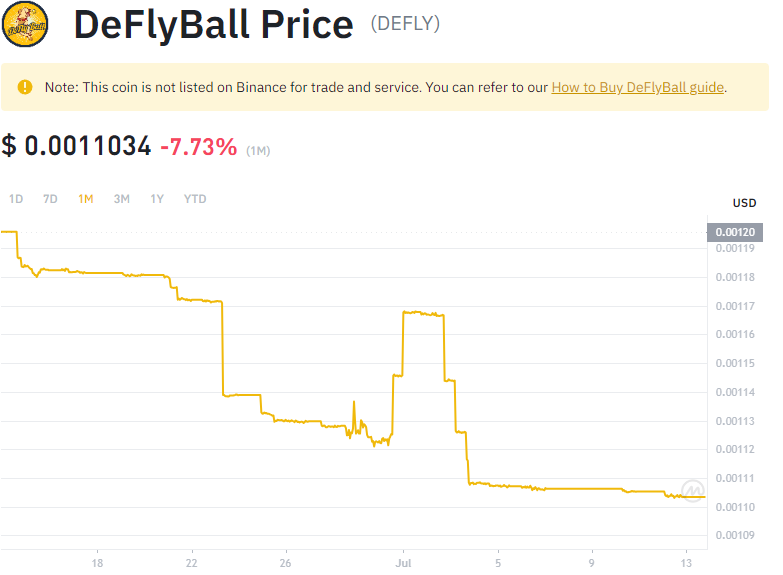 DeFlyBall
DeFlyBall Price (DEFLY)
Note: This coin is not listed on Binance for trade and service. You can refer to our How to Buy DeFlyBall guide.
$ 0.0011034 -7.73% (1M)
1D 7D 1M 3M 1Y YTD
USD
0.00120
0.00119
0.00118
0.00117
0.00116
0.00115
0.00114
0.00113
0.00112
0.00111
0.00110
0.00109
18 22 26 Jul 5 9 13